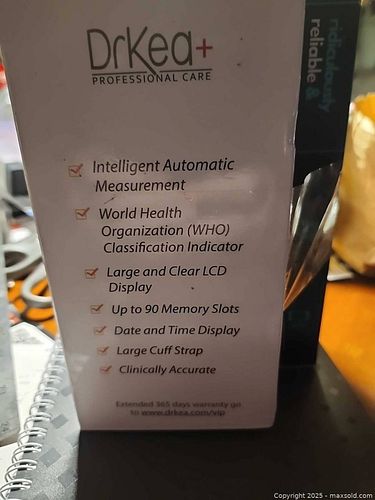 DrKea+
PROFESSIONAL CARE
ridiculously
reliable &
Intelligent Automatic
Measurement
World Health
Organization (WHO)
Classification Indicator
Large and Clear LCD
Display
Up to 90 Memory Slots
Date and Time Display
Large Cuff Strap
Clinically Accurate
Extended 365 days warranty go
to www.drkea.com/vip
Copyright 2025 - maxsold.com